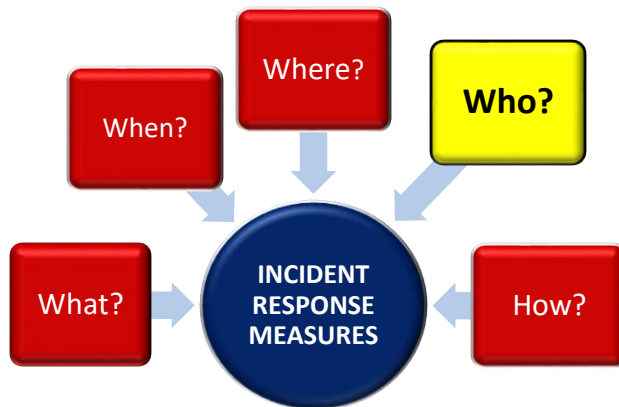 Where?
Who?
When?
What?
INCIDENT
RESPONSE
MEASURES
How?